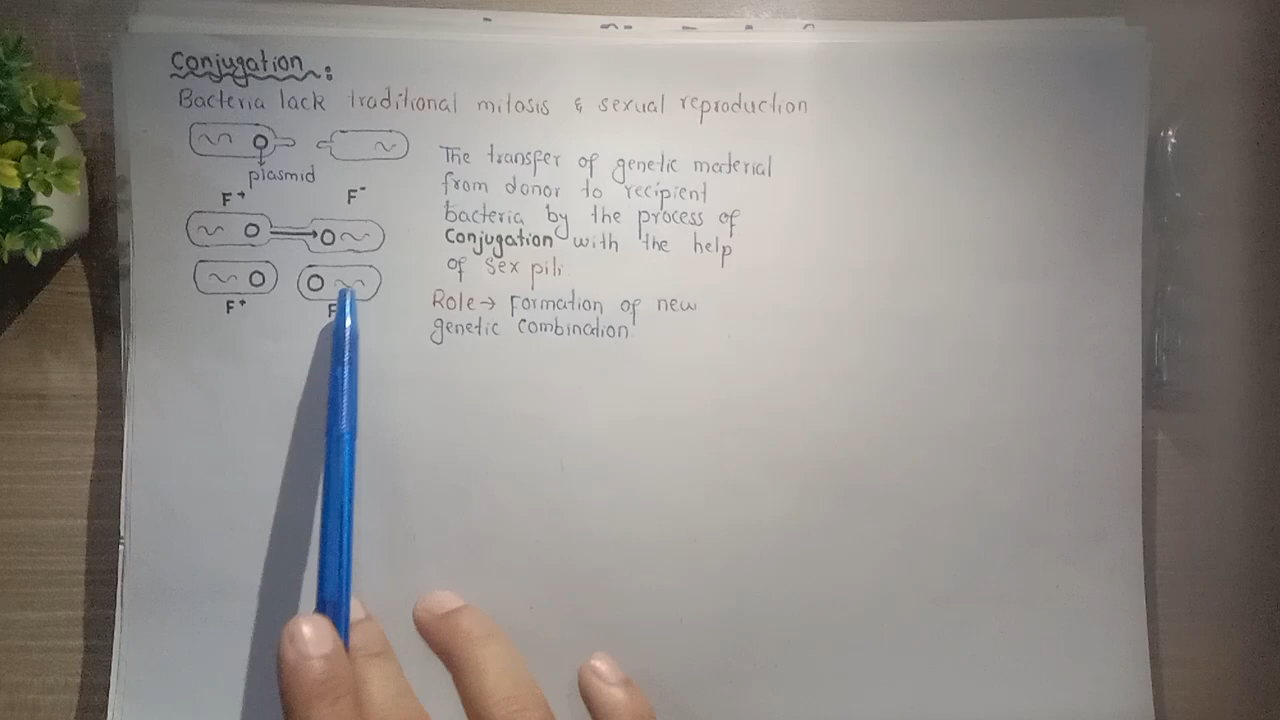 Conjugation :
Bacteria lack traditional mitosis & sexual reproduction
plasmid
F⁺ F⁻
F⁺ F
The transfer of genetic material
from donor to recipient
bacteria by the process of
Conjugation with the help
of sex pili
Role → Formation of new
genetic combination